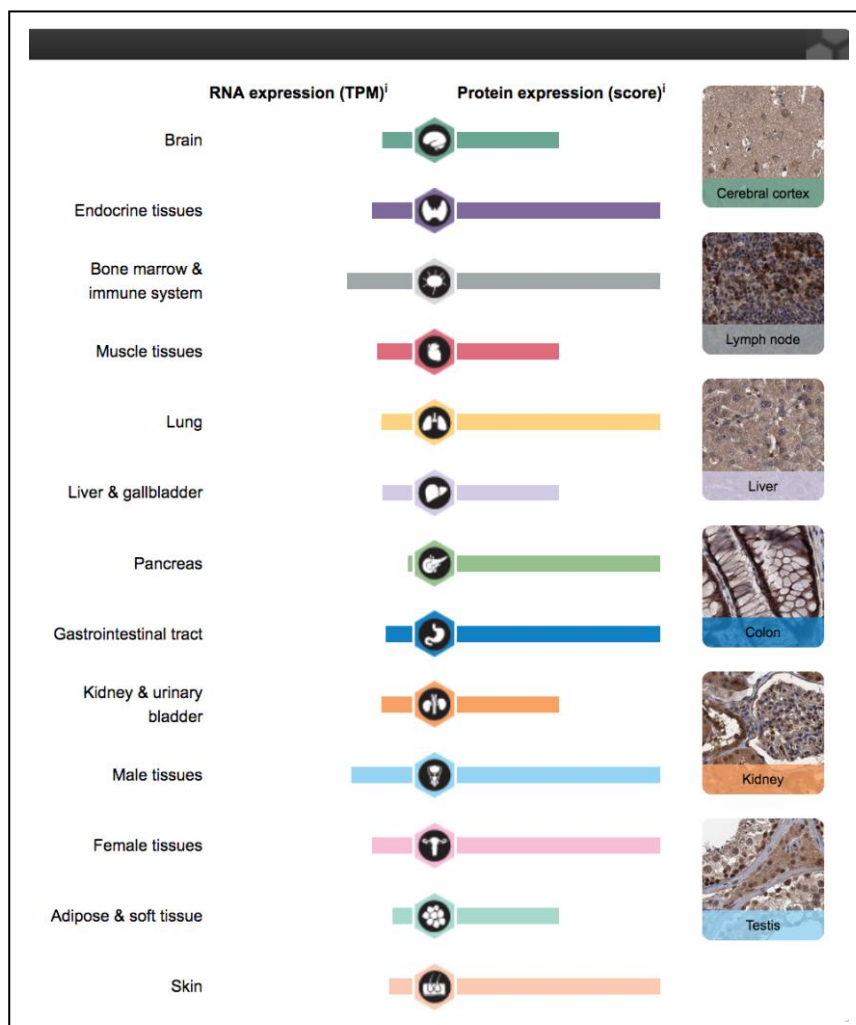 RNA expression (TPM)i
Protein expression (score)i
Brain
Endocrine tissues
Bone marrow &
immune system
Muscle tissues
Lung
Liver & gallbladder
Pancreas
Gastrointestinal tract
Kidney & urinary
bladder
Male tissues
Female tissues
Adipose & soft tissue
Skin
Cerebral cortex
Lymph node
Liver
Colon
Kidney
Testis